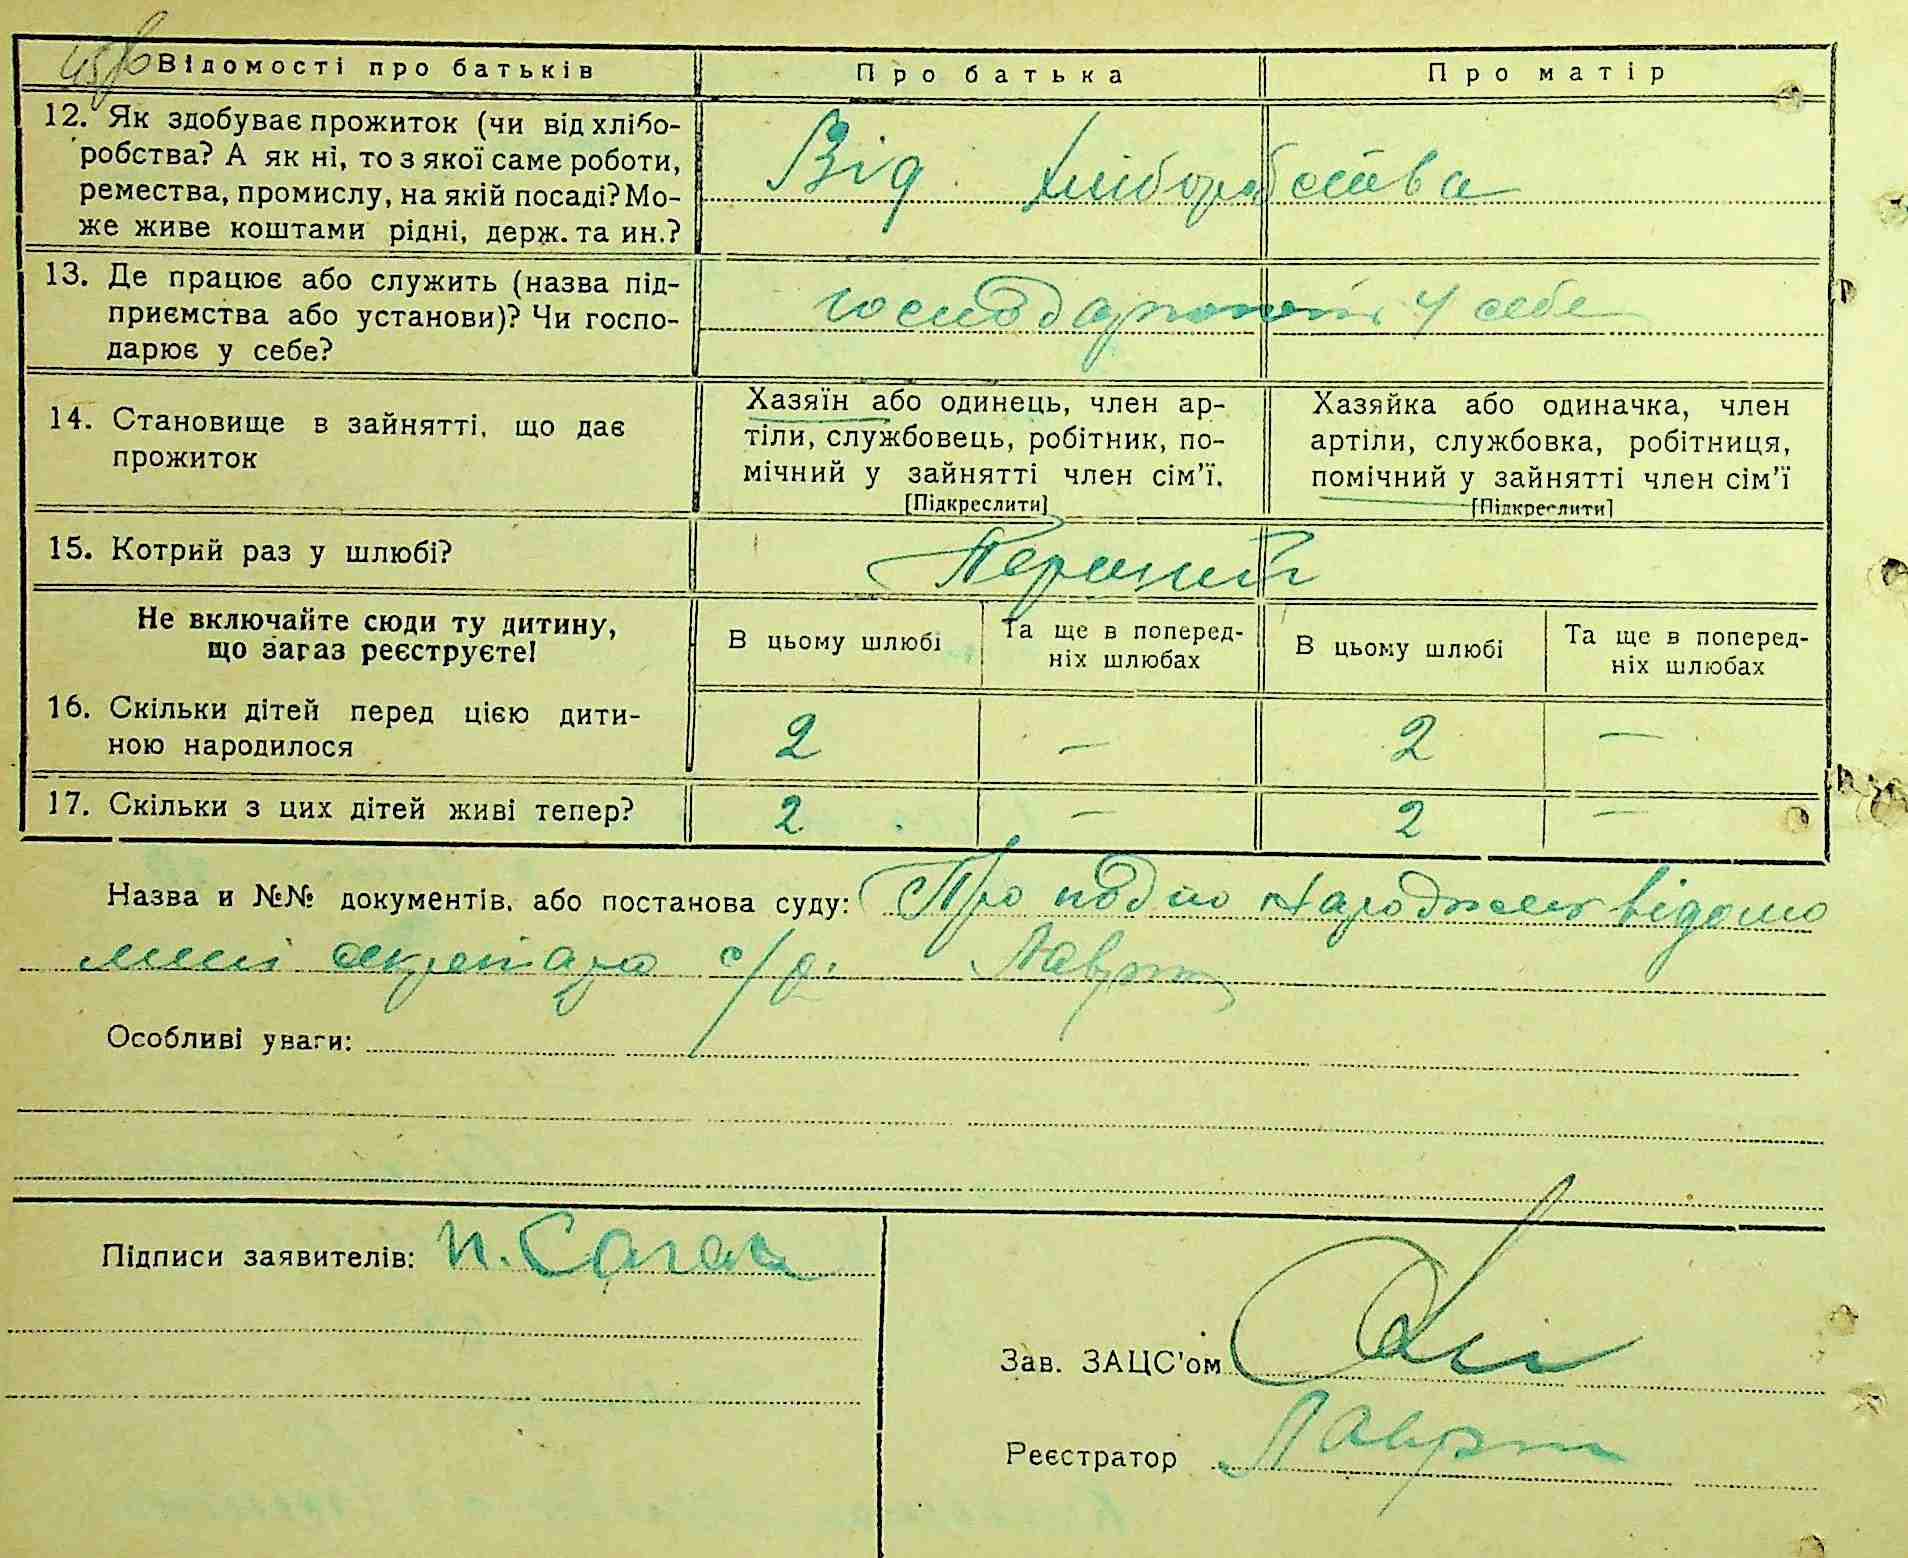 Відомості про батьків Про батька Про матір
12. Як здобуває прожиток (чи від хлібо-
робства? А як ні, то з якої саме роботи,
ремества, промислу, на якій посаді? Мо-
же живе коштами рідні, держ. та ин.?
Від хліборобства
13. Де працює або служить (назва під-
приємства або установи)? Чи госпо-
дарює у себе?
у себе
14. Становище в зайнятті, що дає
прожиток
Хазяїн або одинець, член ар-
тіли, службовець, робітник, по-
мічний у зайнятті член сім'ї.
[Підкреслити]
Хазяйка або одиначка, член
артіли, службовка, робітниця,
помічний у зайнятті член сім'ї
[Підкреслити]
15. Котрий раз у шлюбі? Перший
Не включайте сюди ту дитину,
що зараз реєструєте!
В цьому шлюбі
Та ще в поперед-
ніх шлюбах
В цьому шлюбі
Та ще в поперед-
ніх шлюбах
16. Скільки дітей перед цією дити-
ною народилося
2 — 2 —
17. Скільки з цих дітей живі тепер? 2 — 2 —
Назва и №№ документів, або постанова суду: Про відомо
секретаря с/р.
Особливі уваги:
Підписи заявителів:
Зав. ЗАЦС'ом
Реєстратор